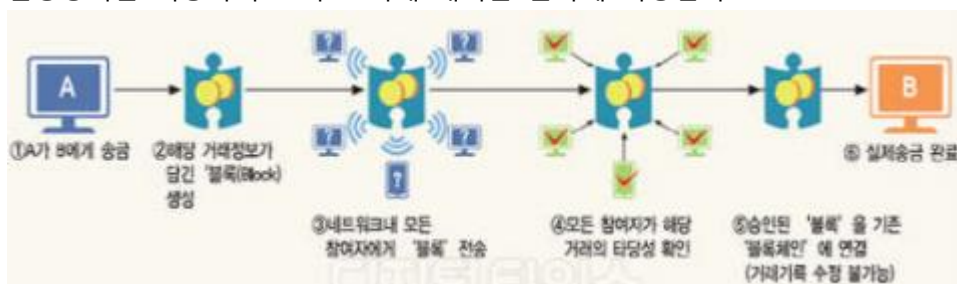 A
B
①A가 B에게 송금
②해당 거래정보가
담긴 '블록(Block)
생성
③네트워크내 모든
참여자에게 '블록' 전송
④모든 참여자가 해당
거래의 타당성 확인
⑤승인된 '블록'을 기존
'블록체인'에 연결
(거래기록 수정 불가능)
⑥ 실제송금 완료